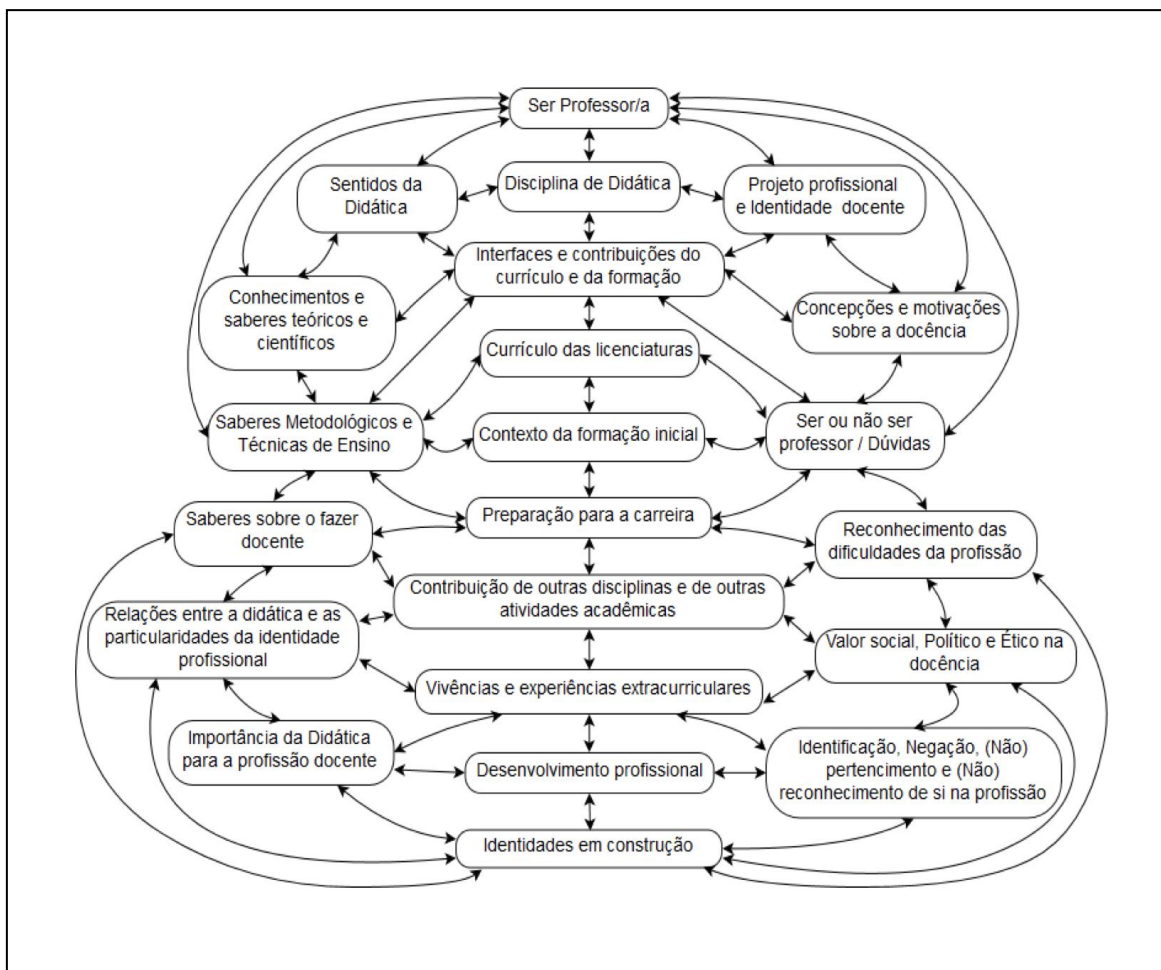 Ser Professor/a
Sentidos da
Didática
Disciplina de Didática
Projeto profissional
e Identidade docente
Interfaces e contribuições do
currículo e da formação
Conhecimentos e
saberes teóricos e
científicos
Concepções e motivações
sobre a docência
Currículo das licenciaturas
Saberes Metodológicos e
Técnicas de Ensino
Contexto da formação inicial
Ser ou não ser
professor / Dúvidas
Saberes sobre o fazer
docente
Preparação para a carreira
Reconhecimento das
dificuldades da profissão
Contribuição de outras disciplinas e de outras
atividades acadêmicas
Relações entre a didática e as
particularidades da identidade
profissional
Valor social, Político e Ético na
docência
Vivências e experiências extracurriculares
Importância da Didática
para a profissão docente
Desenvolvimento profissional
Identificação, Negação, (Não)
pertencimento e (Não)
reconhecimento de si na profissão
Identidades em construção